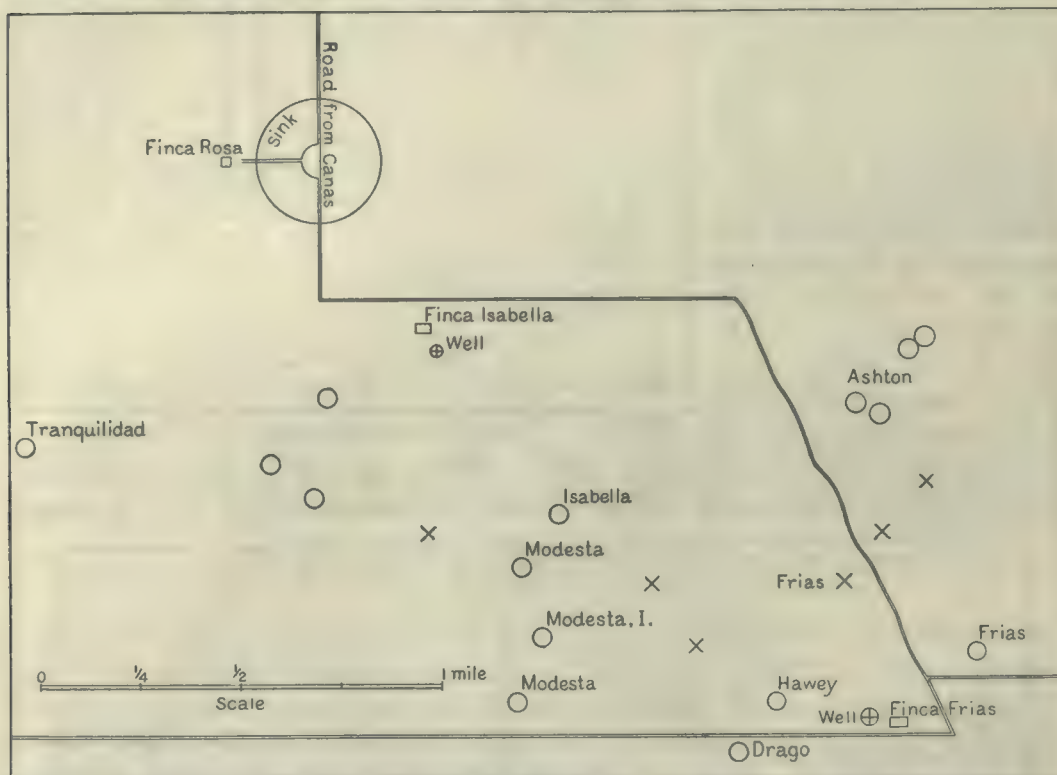 Road from Canas
Sink
Finca Rosa
Finca Isabella
Well
Ashton
Tranquilidad
Isabella
Modesta
Frias
Modesta, I.
Frias
0 1/4 1/2 1 mile
Scale
Modesta
Hawey
Well
Finca Frias
Drago